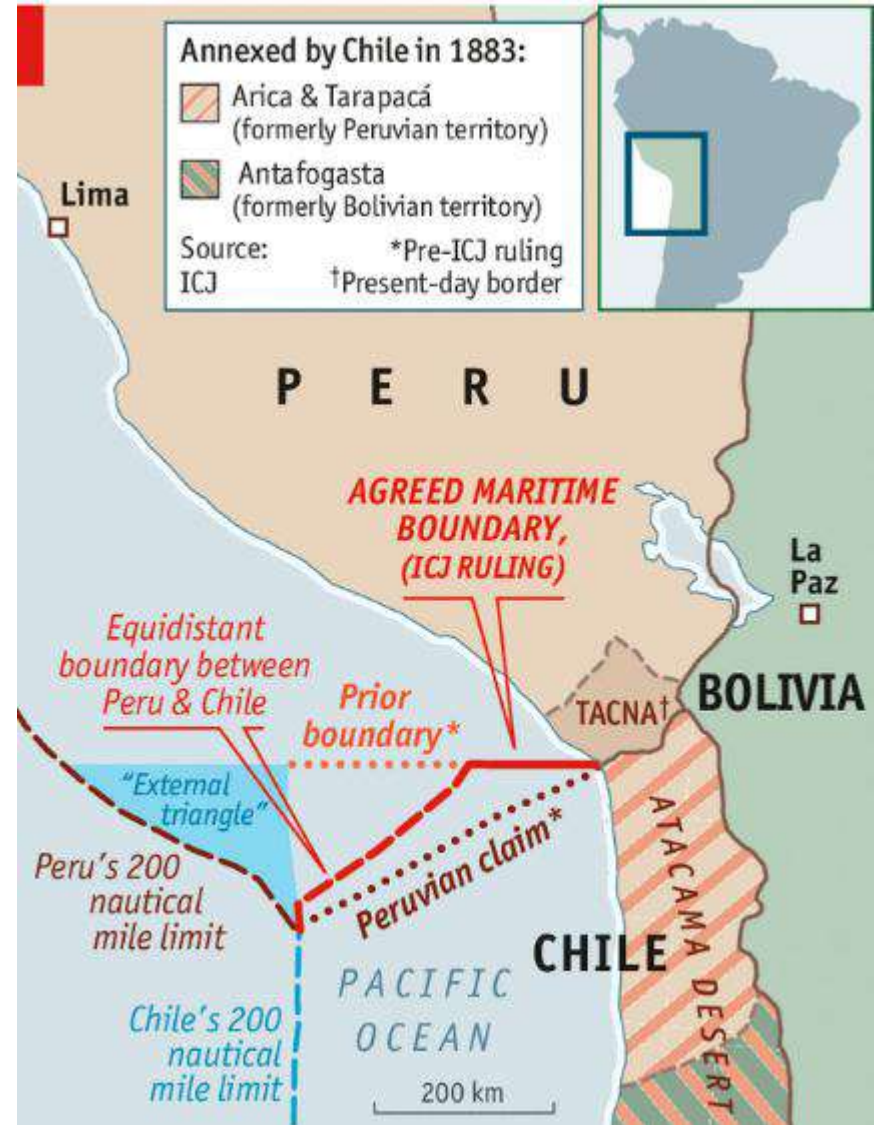 Annexed by Chile in 1883:
Arica & Tarapacá
(formerly Peruvian territory)
Antafogasta
(formerly Bolivian territory)
Source:
ICJ
*Pre-ICJ ruling
†Present-day border
Lima
PERU
AGREED MARITIME
BOUNDARY,
(ICJ RULING)
La
Paz
Equidistant
boundary between
Peru & Chile
Prior
boundary*
TACNA†
BOLIVIA
"External
triangle"
Peru's 200
nautical
mile limit
Peruvian claim*
ATACAMA DESERT
CHILE
PACIFIC
OCEAN
Chile's 200
nautical
mile limit
200 km